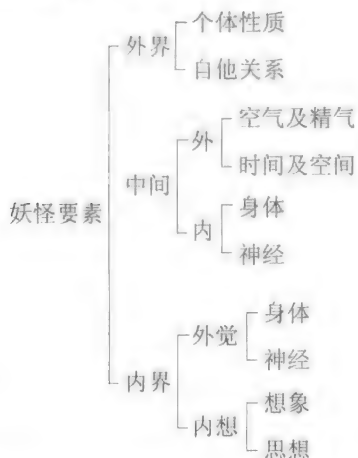 个体性质
外界
自他关系
空气及精气
外
时间及空间
中间
身体
内
神经
妖怪要素
身体
外觉
神经
内界
想象
内想
思想